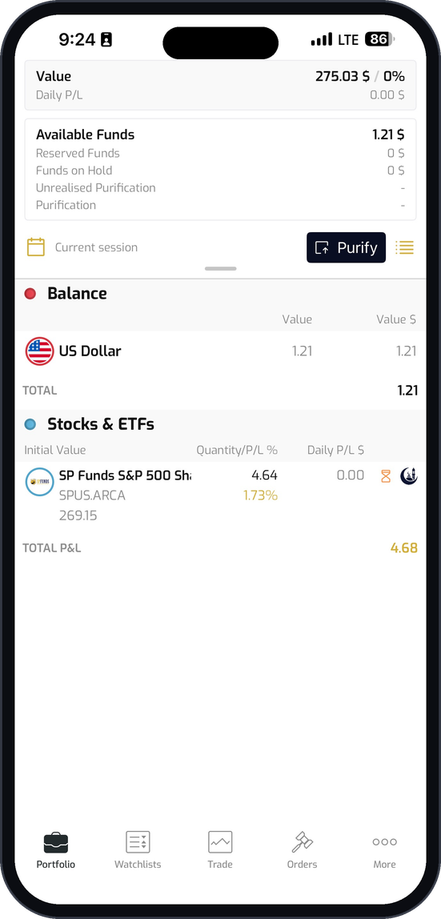 9:24 LTE 86
Value 275.03 $ / 0%
Daily P/L 0.00 $
Available Funds 1.21 $
Reserved Funds 0 $
Funds on Hold 0 $
Unrealised Purification -
Purification -
Current session Purify
Balance
Value Value $
US Dollar 1.21 1.21
TOTAL 1.21
Stocks & ETFs
Initial Value Quantity/P/L % Daily P/L $
SP Funds S&P 500 Sha 4.64 0.00
SPUS.ARCA 1.73%
269.15
TOTAL P&L 4.68
Portfolio Watchlists Trade Orders More